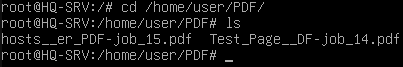 root@HQ-SRV:/# cd /home/user/PDF/
root@HQ-SRV:/home/user/PDF# ls
hosts__er_PDF-job_15.pdf  Test_Page__DF-job_14.pdf
root@HQ-SRV:/home/user/PDF# _